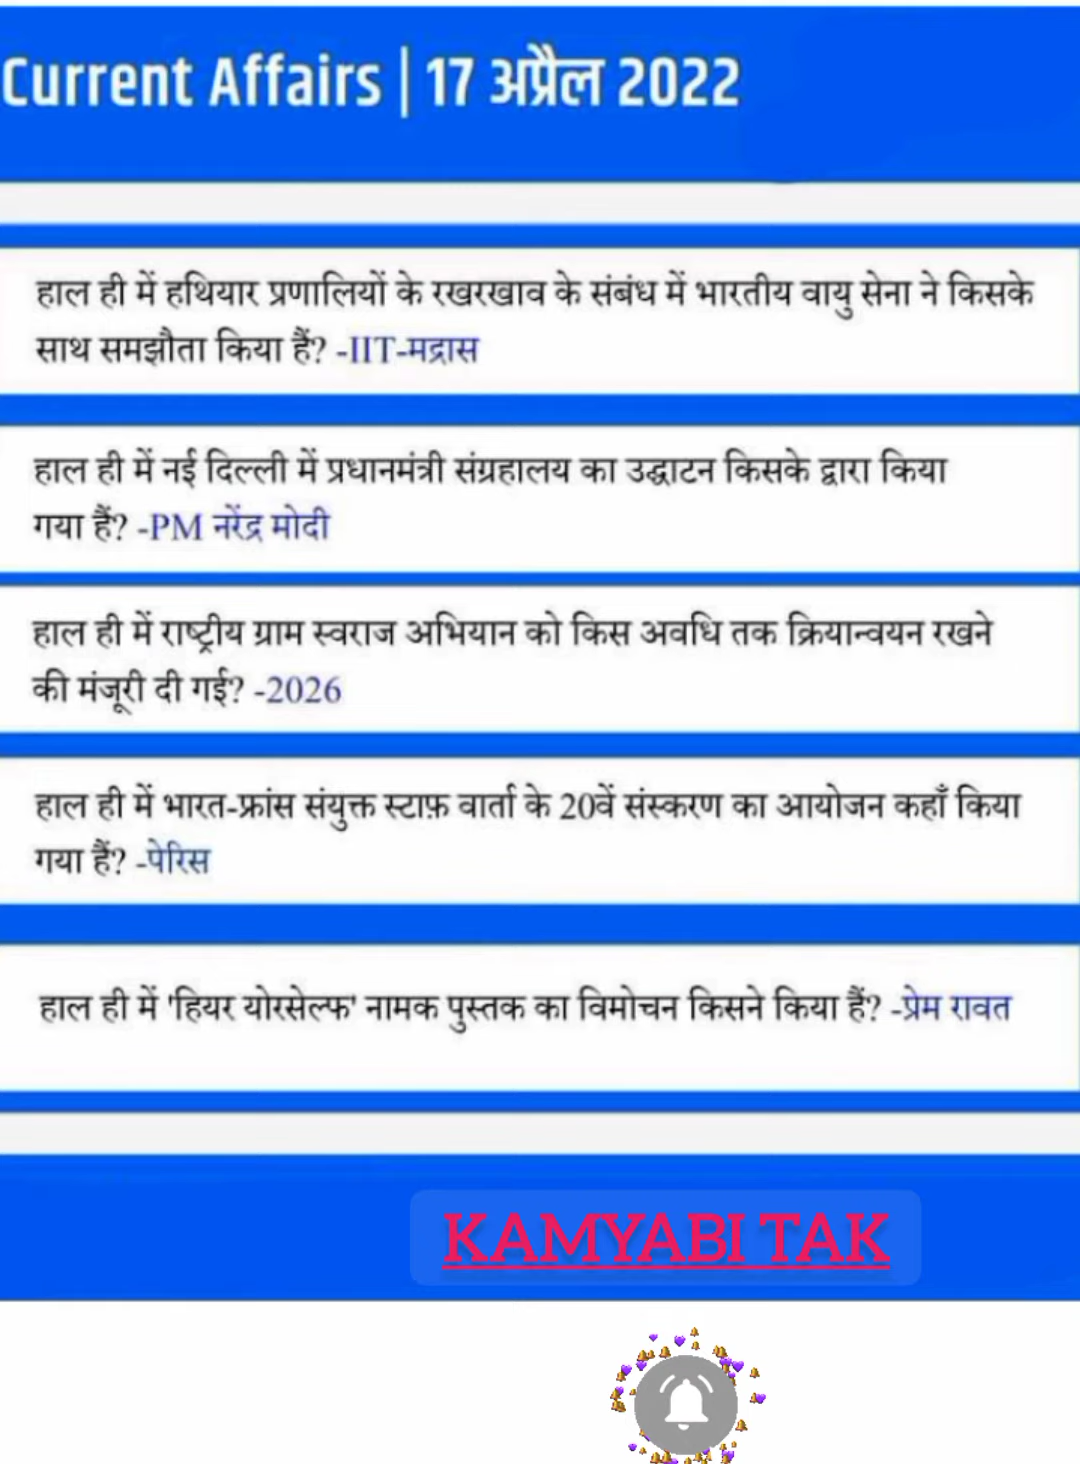 Current Affairs | 17 अप्रैल 2022
हाल ही में हथियार प्रणालियों के रखरखाव के संबंध में भारतीय वायु सेना ने किसके
साथ समझौता किया हैं? -IIT-मद्रास
हाल ही में नई दिल्ली में प्रधानमंत्री संग्रहालय का उद्घाटन किसके द्वारा किया
गया हैं? -PM नरेंद्र मोदी
हाल ही में राष्ट्रीय ग्राम स्वराज अभियान को किस अवधि तक क्रियान्वयन रखने
की मंजूरी दी गई? -2026
हाल ही में भारत-फ्रांस संयुक्त स्टाफ़ वार्ता के 20वें संस्करण का आयोजन कहाँ किया
गया हैं? -पेरिस
हाल ही में 'हियर योरसेल्फ' नामक पुस्तक का विमोचन किसने किया हैं? -प्रेम रावत
KAMYABI TAK